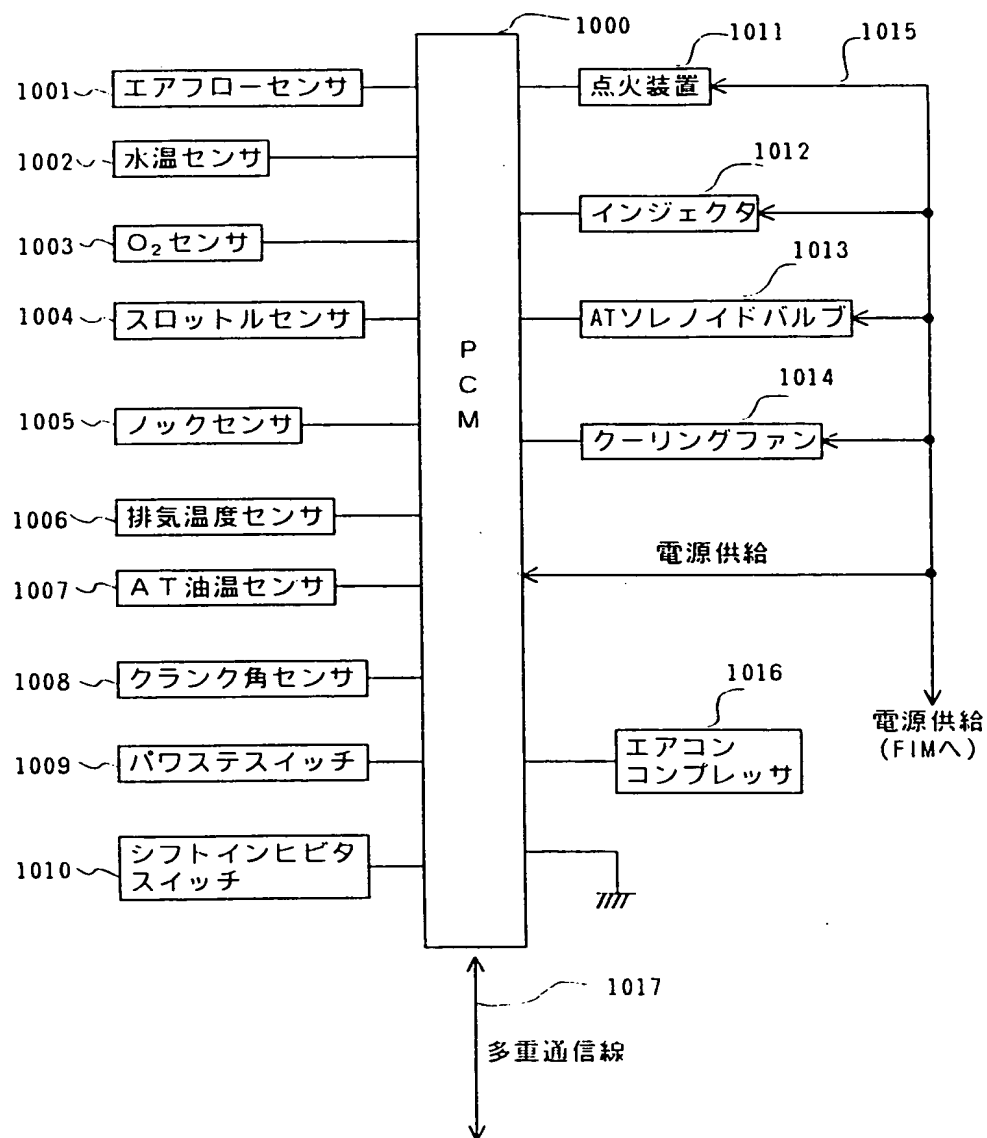 1000
1011
1015
1001 エアフローセンサ
点火装置
1002 水温センサ
1012
インジェクタ
1003 O₂センサ
1013
1004 スロットルセンサ
ATソレノイドバルブ
PCM
1014
1005 ノックセンサ
クーリングファン
1006 排気温度センサ
電源供給
1007 AT油温センサ
1008 クランク角センサ
1016
電源供給
(FIMへ)
1009 パワステスイッチ
エアコン
コンプレッサ
1010 シフトインヒビタ
スイッチ
1017
多重通信線